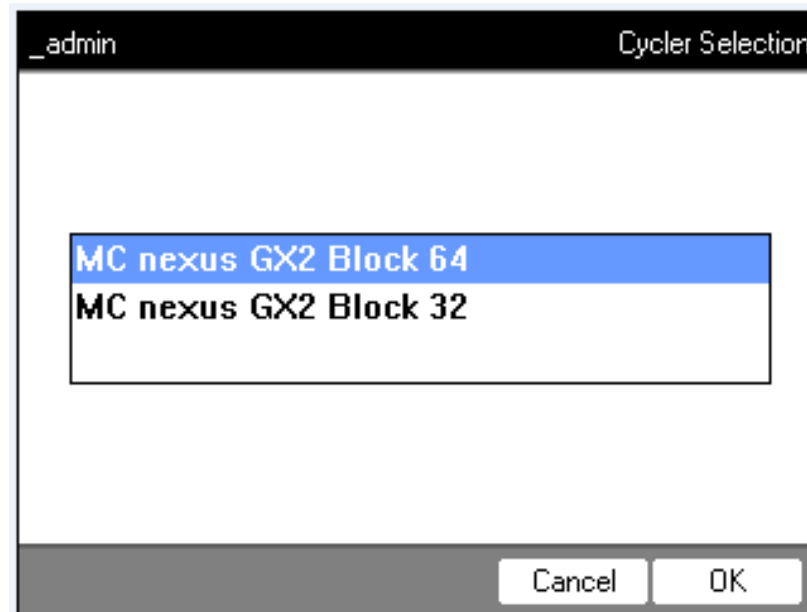 _admin Cycler Selection
MC nexus GX2 Block 64
MC nexus GX2 Block 32
Cancel OK